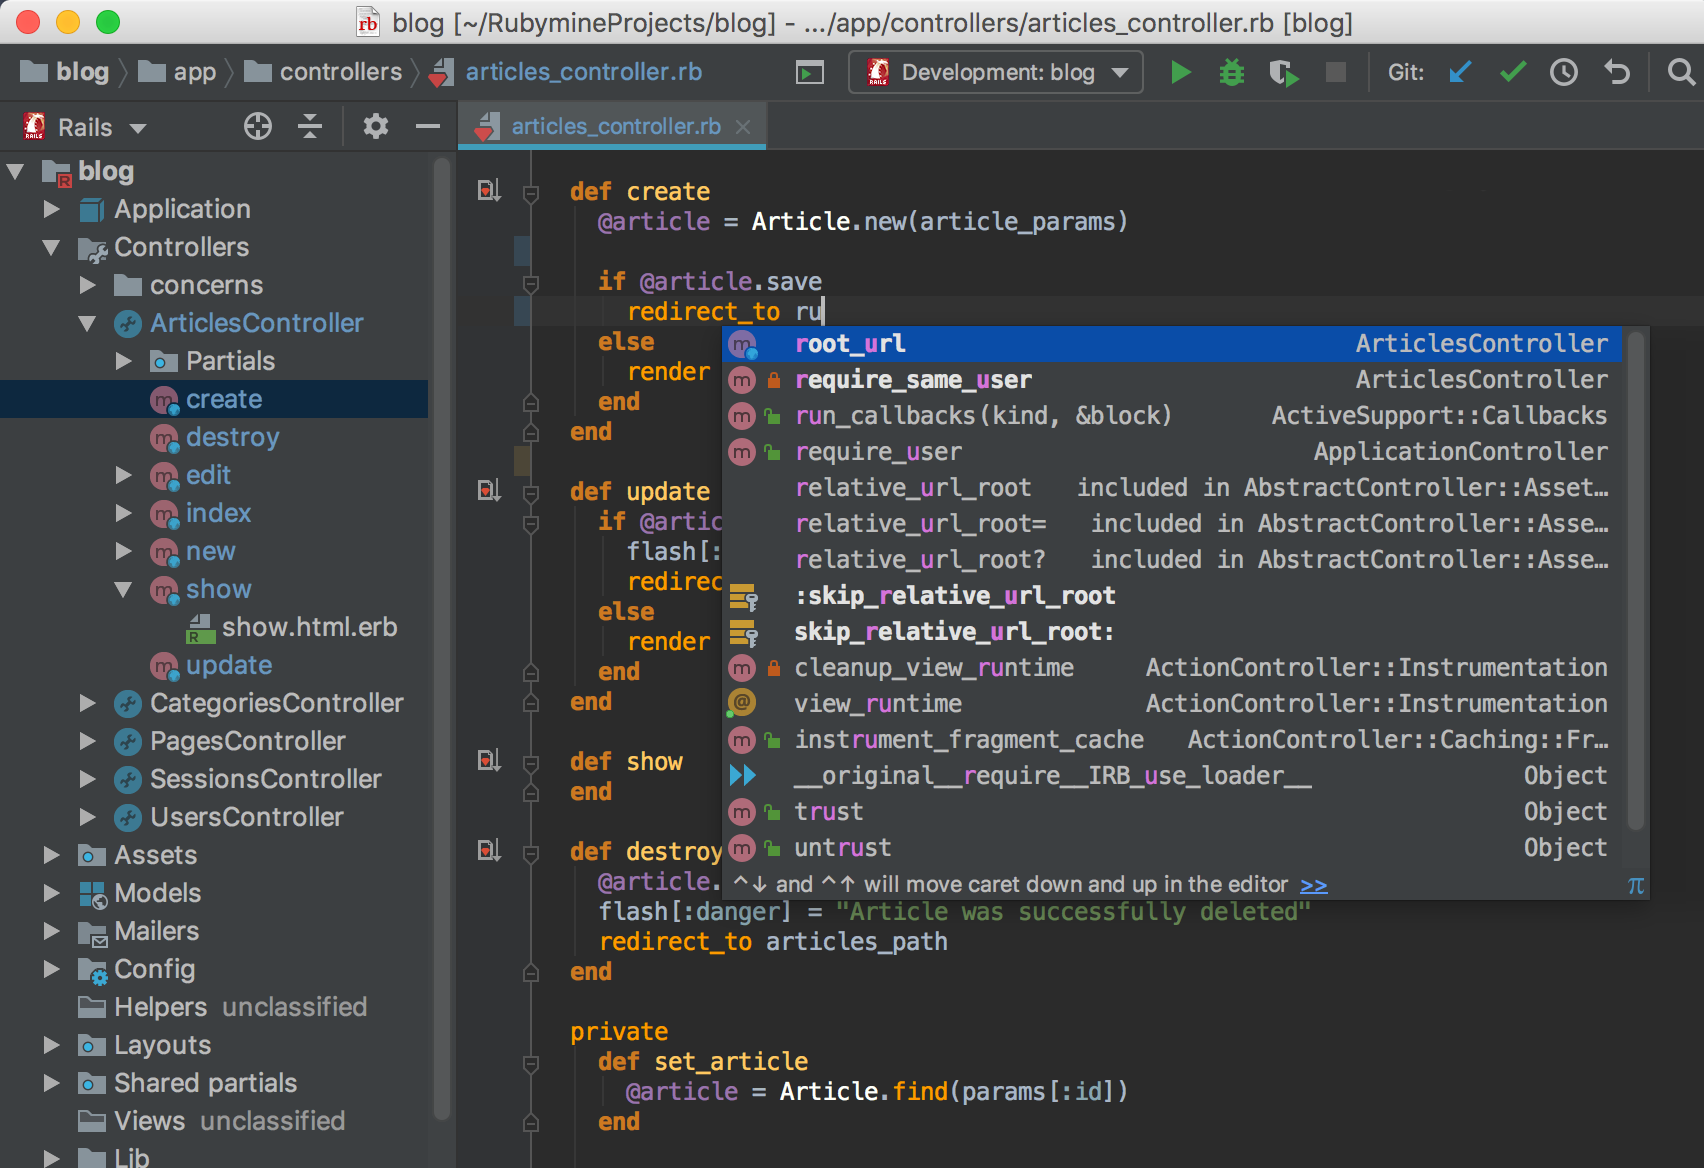 blog [~/RubymineProjects/blog] - .../app/controllers/articles_controller.rb [blog]
blog app controllers articles_controller.rb Development: blog Git:
Rails
articles_controller.rb
blog
Application
Controllers
concerns
ArticlesController
Partials
create
destroy
edit
index
new
show
show.html.erb
update
CategoriesController
PagesController
SessionsController
UsersController
Assets
Models
Mailers
Config
Helpers unclassified
Layouts
Shared partials
Views unclassified
Lib
def create
@article = Article.new(article_params)
if @article.save
redirect_to ru
else
render
end
end
def update
if @artic
flash[:
redirec
else
render
end
end
def show
end
def destroy
@article.
flash[:danger] = "Article was successfully deleted"
redirect_to articles_path
end
private
def set_article
@article = Article.find(params[:id])
end
root_url ArticlesController
require_same_user ArticlesController
run_callbacks(kind, &block) ActiveSupport::Callbacks
require_user ApplicationController
relative_url_root included in AbstractController::Asset…
relative_url_root= included in AbstractController::Asse…
relative_url_root? included in AbstractController::Asse…
:skip_relative_url_root
skip_relative_url_root:
cleanup_view_runtime ActionController::Instrumentation
view_runtime ActionController::Instrumentation
instrument_fragment_cache ActionController::Caching::Fr…
__original__require__IRB_use_loader__ Object
trust Object
untrust Object
^↓ and ^↑ will move caret down and up in the editor >> π